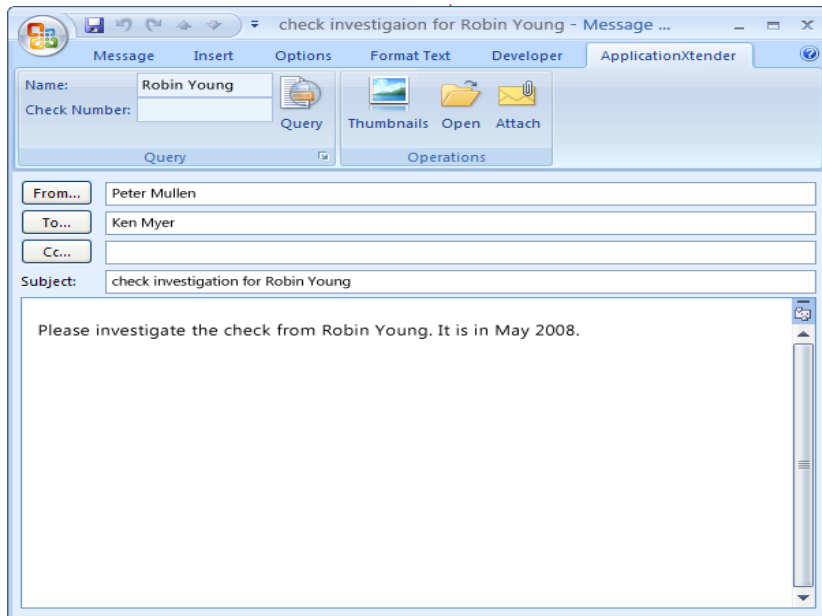 check investigaion for Robin Young - Message ...
Message Insert Options Format Text Developer ApplicationXtender
Name: Robin Young
Check Number:
Query Thumbnails Open Attach
Query Operations
From... Peter Mullen
To... Ken Myer
Cc...
Subject: check investigation for Robin Young
Please investigate the check from Robin Young. It is in May 2008.